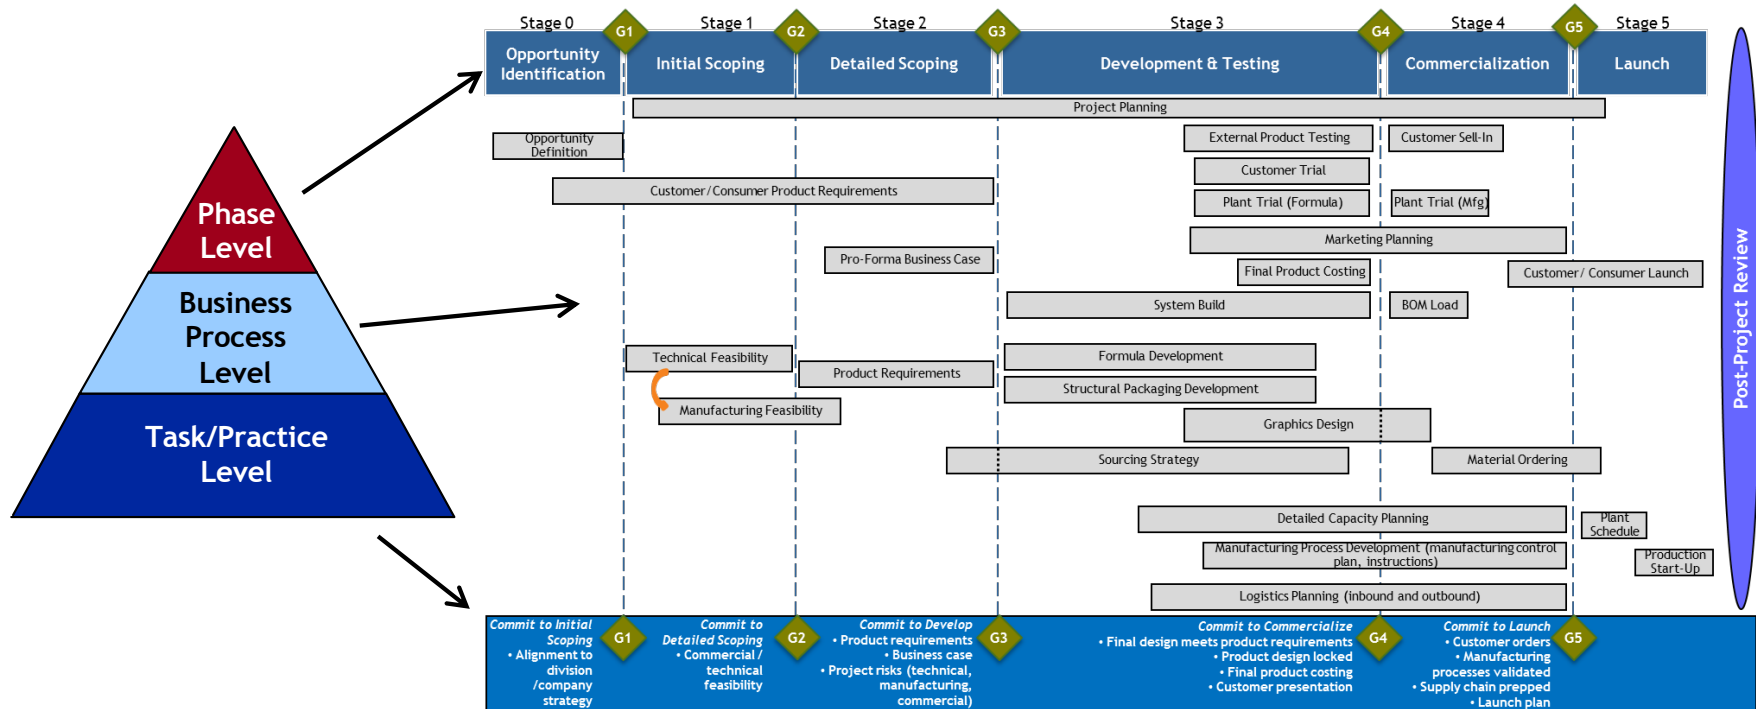 Stage 0
G1
Stage 1
G2
Stage 2
G3
Stage 3
G4
Stage 4
G5
Stage 5
Opportunity
Identification
Initial Scoping
Detailed Scoping
Development & Testing
Commercialization
Launch
Project Planning
Opportunity
Definition
External Product Testing
Customer Sell-In
Customer Trial
Customer/Consumer Product Requirements
Plant Trial (Formula)
Plant Trial (Mfg)
Marketing Planning
Pro-Forma Business Case
Final Product Costing
Customer/ Consumer Launch
System Build
BOM Load
Technical Feasibility
Formula Development
Product Requirements
Structural Packaging Development
Manufacturing Feasibility
Graphics Design
Sourcing Strategy
Material Ordering
Detailed Capacity Planning
Plant
Schedule
Manufacturing Process Development (manufacturing control
plan, instructions)
Production
Start-Up
Logistics Planning (inbound and outbound)
Phase
Level
Business
Process
Level
Task/Practice
Level
Post-Project Review
Commit to Initial
Scoping
• Alignment to
division
/company
strategy
G1
Commit to
Detailed Scoping
• Commercial /
technical
feasibility
G2
Commit to Develop
• Product requirements
• Business case
• Project risks (technical,
manufacturing,
commercial)
G3
Commit to Commercialize
• Final design meets product requirements
• Product design locked
• Final product costing
• Customer presentation
G4
Commit to Launch
• Customer orders
• Manufacturing
processes validated
• Supply chain prepped
• Launch plan
G5